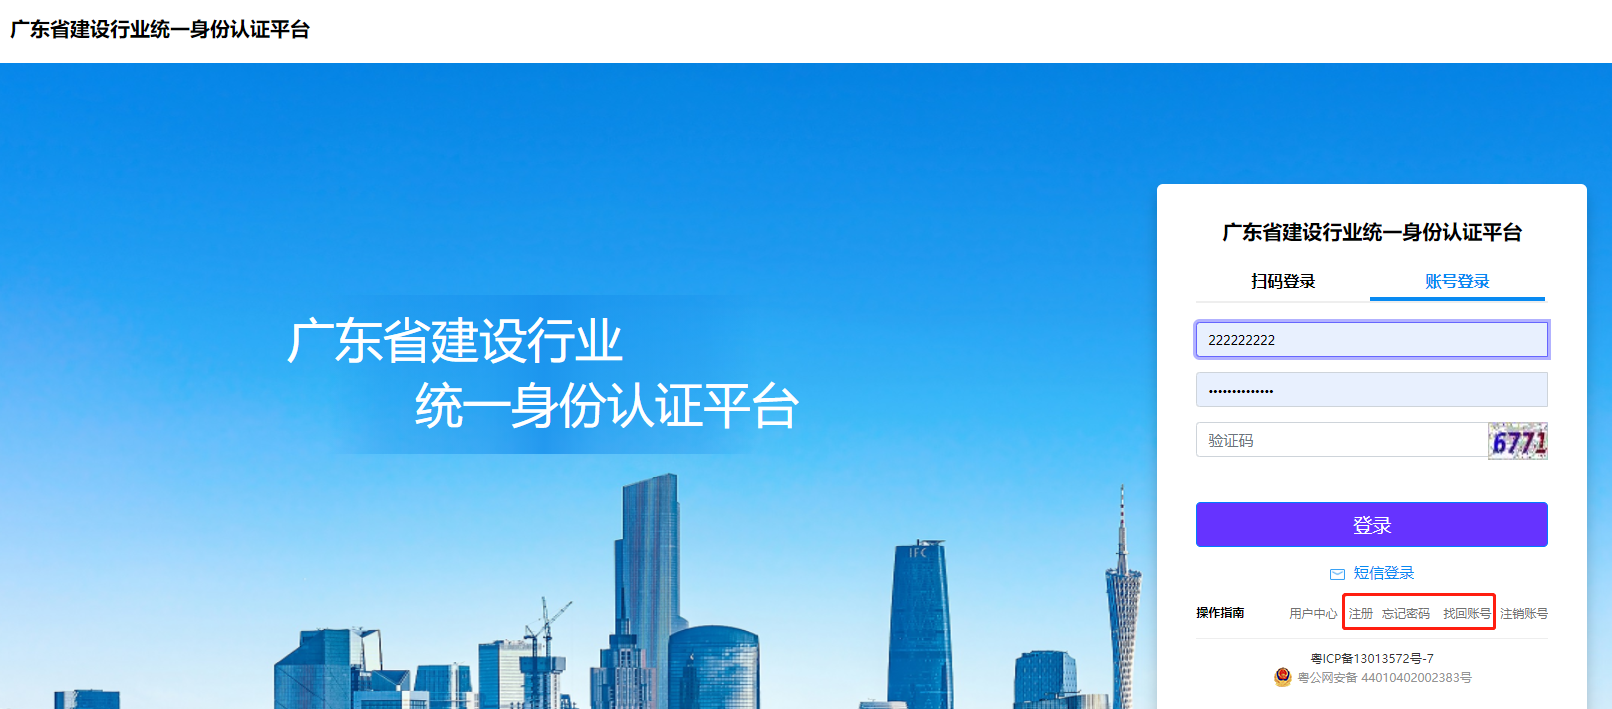 广东省建设行业统一身份认证平台
广东省建设行业
统一身份认证平台
IFC
广东省建设行业统一身份认证平台
扫码登录 账号登录
222222222
••••••••••••••
验证码 6771
登录
短信登录
操作指南 用户中心 注册 忘记密码 找回账号 注销账号
粤ICP备13013572号-7
粤公网安备 44010402002383号